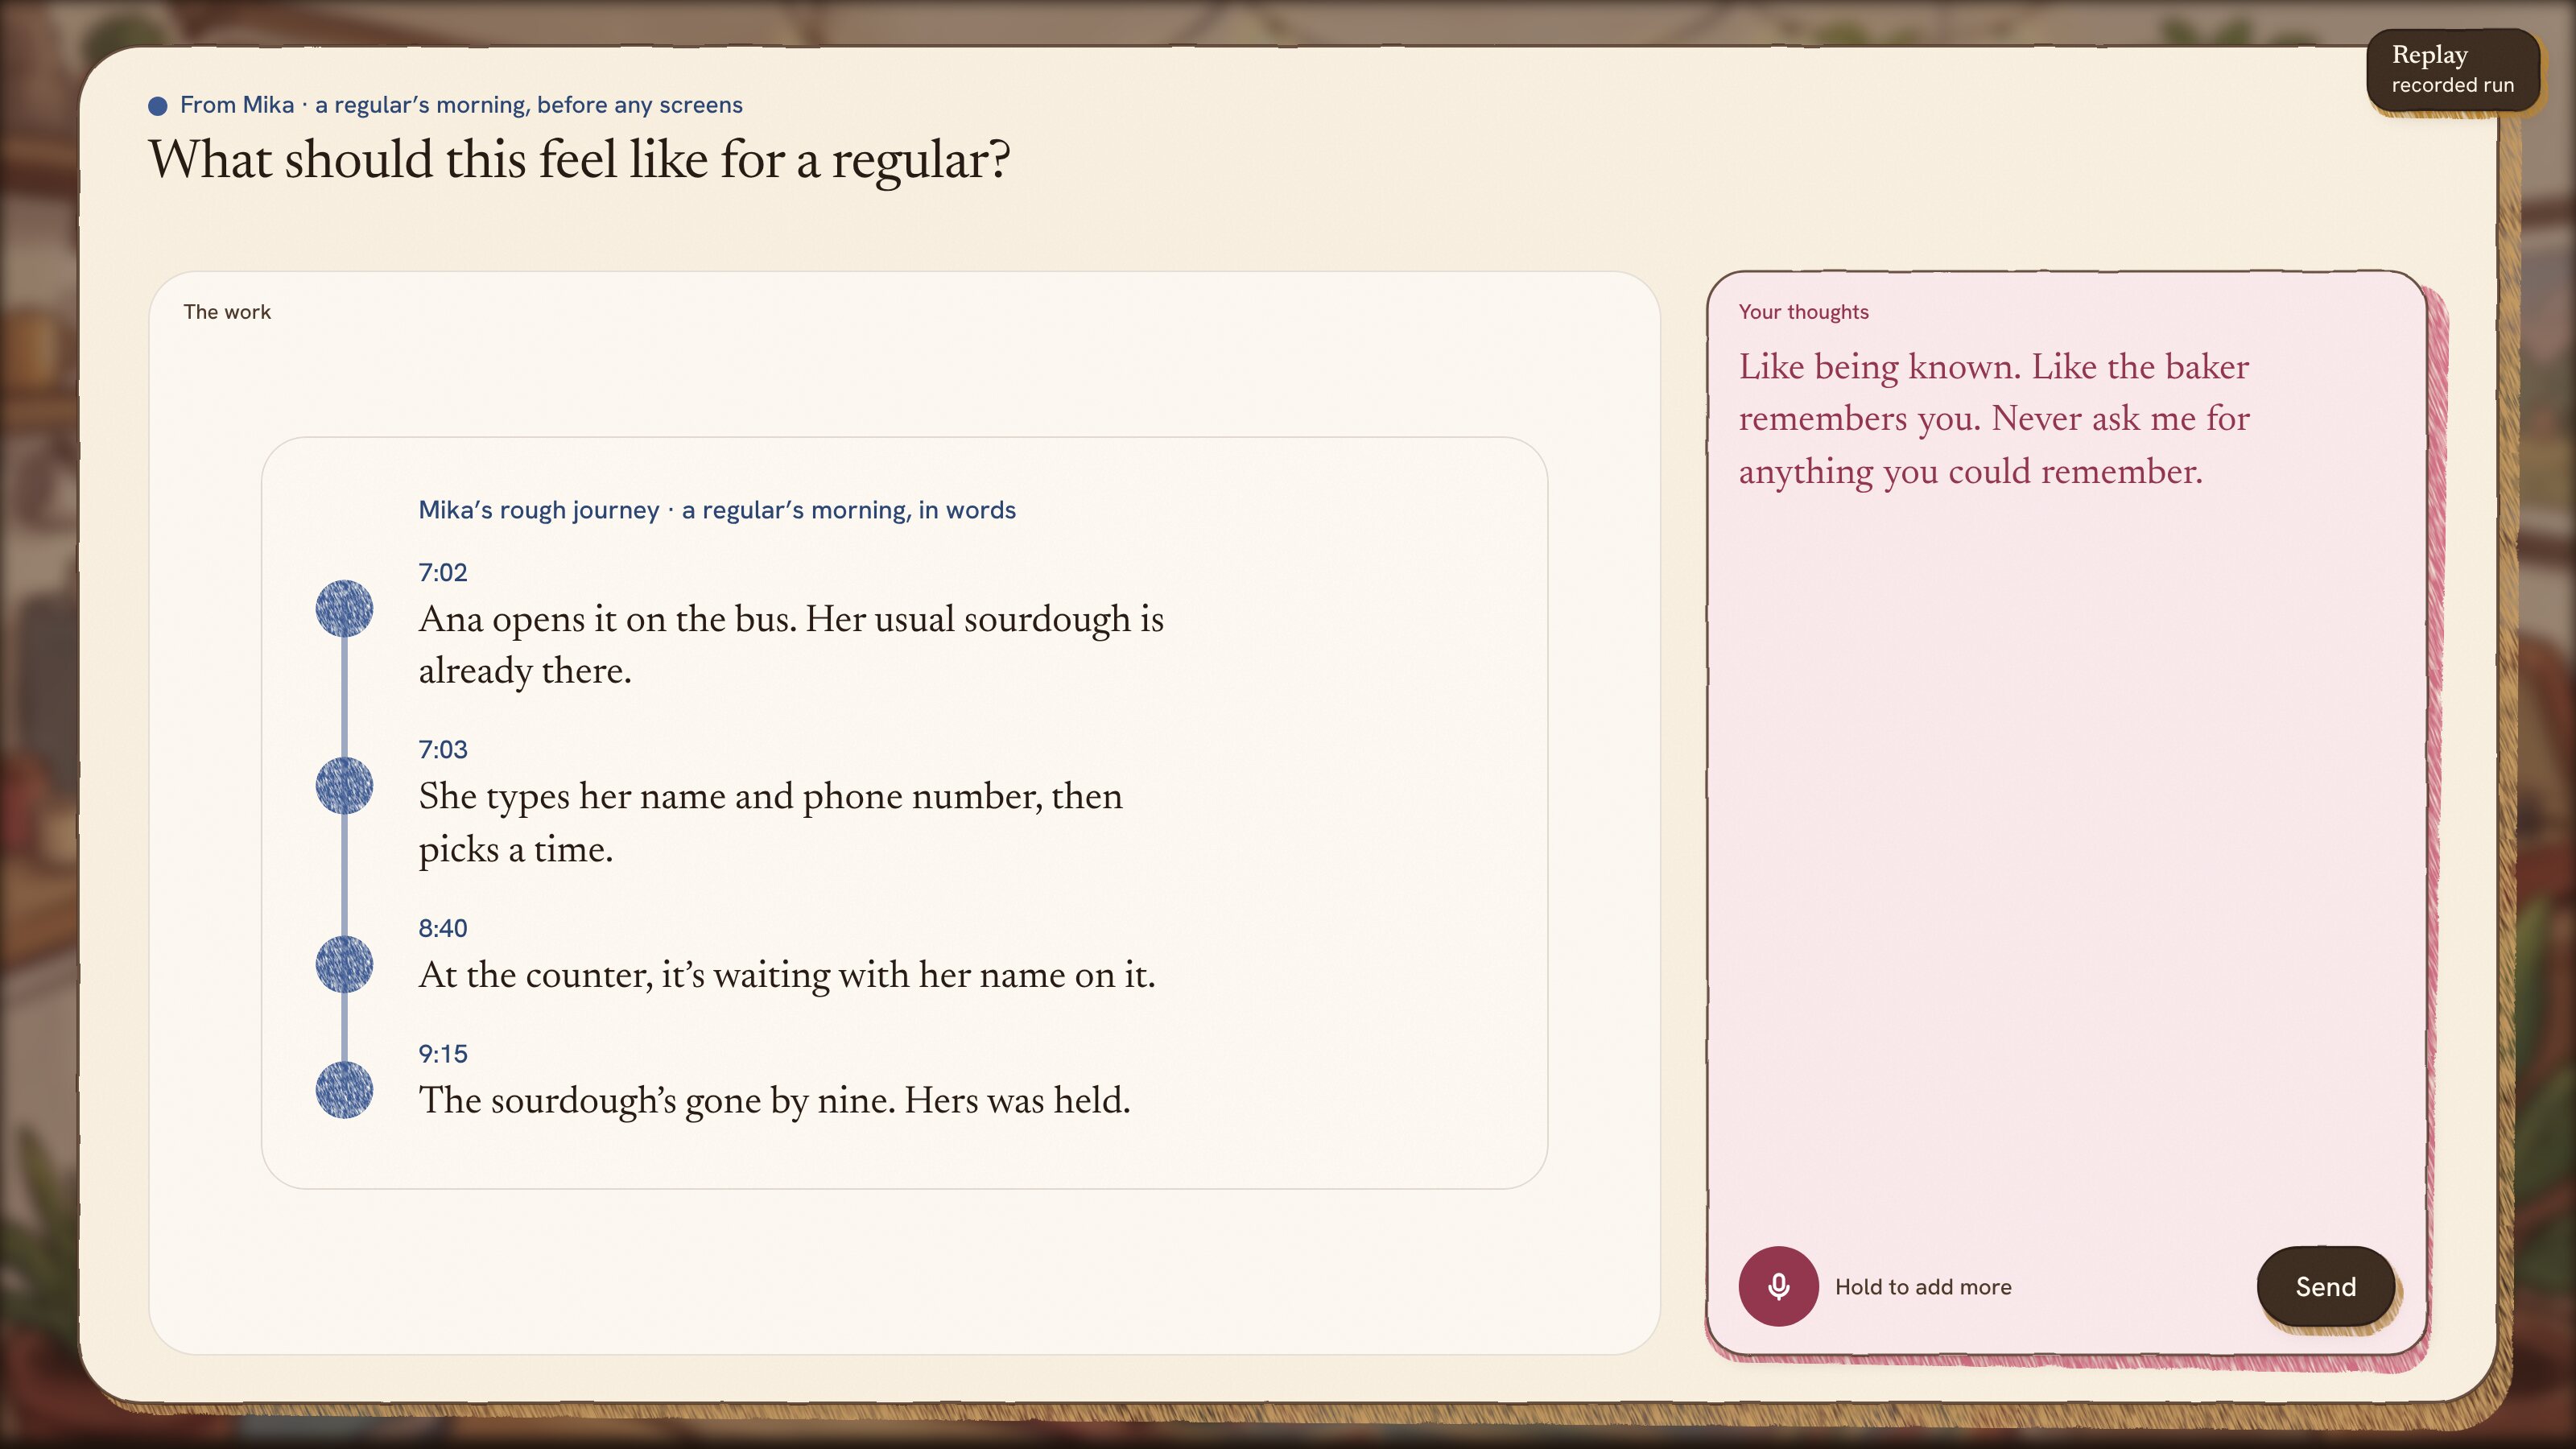 Replay
recorded run
From Mika · a regular’s morning, before any screens
What should this feel like for a regular?
The work
Mika’s rough journey · a regular’s morning, in words
7:02
Ana opens it on the bus. Her usual sourdough is
already there.
7:03
She types her name and phone number, then
picks a time.
8:40
At the counter, it’s waiting with her name on it.
9:15
The sourdough’s gone by nine. Hers was held.
Your thoughts
Like being known. Like the baker
remembers you. Never ask me for
anything you could remember.
Hold to add more
Send